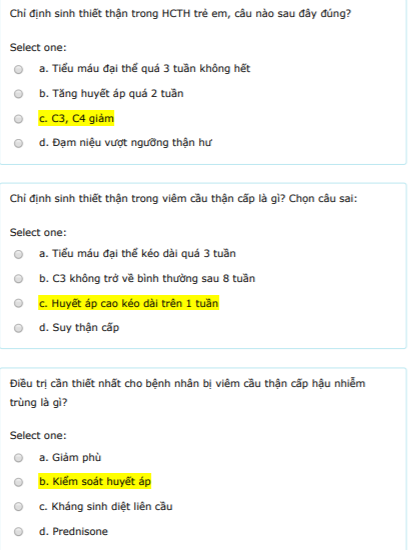 Chỉ định sinh thiết thận trong HCTH trẻ em, câu nào sau đây đúng?
Select one:
a. Tiểu máu đại thể quá 3 tuần không hết
b. Tăng huyết áp quá 2 tuần
c. C3, C4 giảm
d. Đạm niệu vượt ngưỡng thận hư
Chỉ định sinh thiết thận trong viêm cầu thận cấp là gì? Chọn câu sai:
Select one:
a. Tiểu máu đại thể kéo dài quá 3 tuần
b. C3 không trở về bình thường sau 8 tuần
c. Huyết áp cao kéo dài trên 1 tuần
d. Suy thận cấp
Điều trị cần thiết nhất cho bệnh nhân bị viêm cầu thận cấp hậu nhiễm
trùng là gì?
Select one:
a. Giảm phù
b. Kiểm soát huyết áp
c. Kháng sinh diệt liên cầu
d. Prednisone